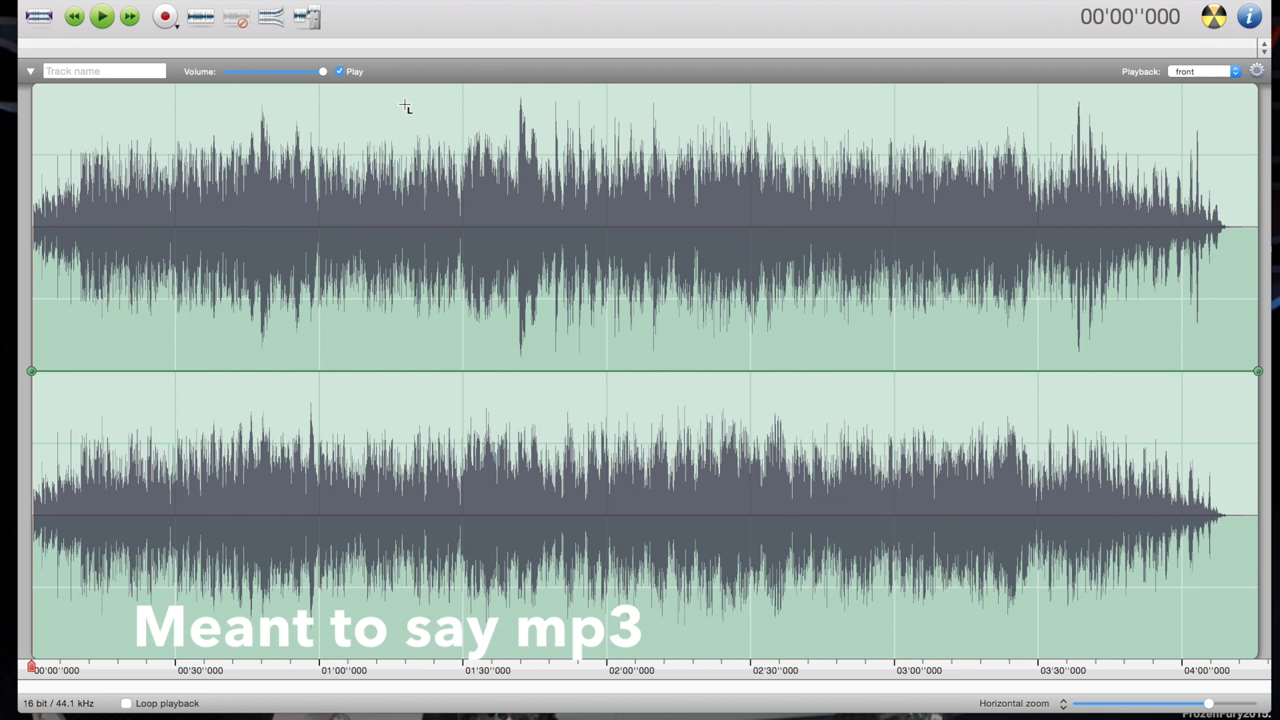 00'00''000
Track name
Volume:
Play
Playback:
front
L
Meant to say mp3
00'00''000
00'30''000
01'00''000
01'30''000
02'00''000
02'30''000
03'00''000
03'30''000
04'00''000
16 bit / 44.1 kHz
Loop playback
Horizontal zoom
FrozenFury2015.